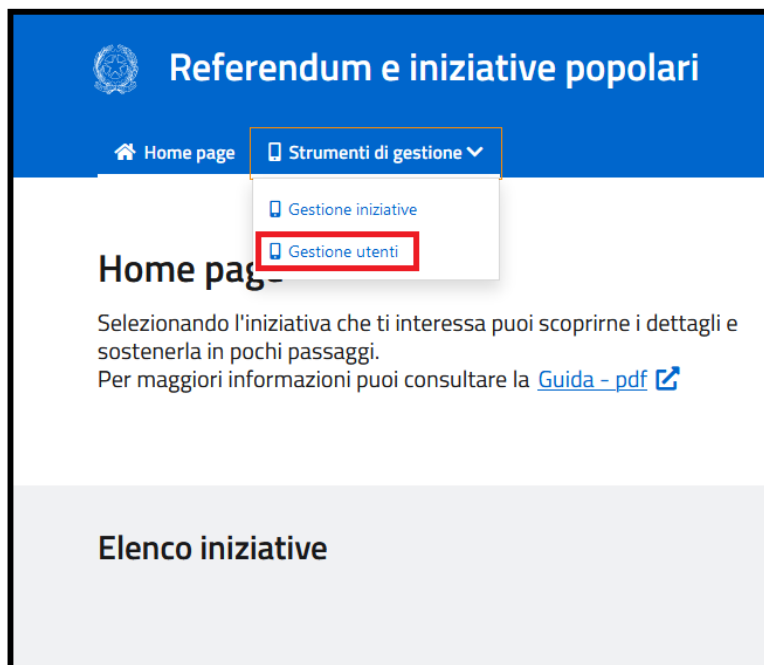 Referendum e iniziative popolari
Home page
Strumenti di gestione
Gestione iniziative
Gestione utenti
Home page
Selezionando l'iniziativa che ti interessa puoi scoprirne i dettagli e
sostenerla in pochi passaggi.
Per maggiori informazioni puoi consultare la Guida - pdf
Elenco iniziative